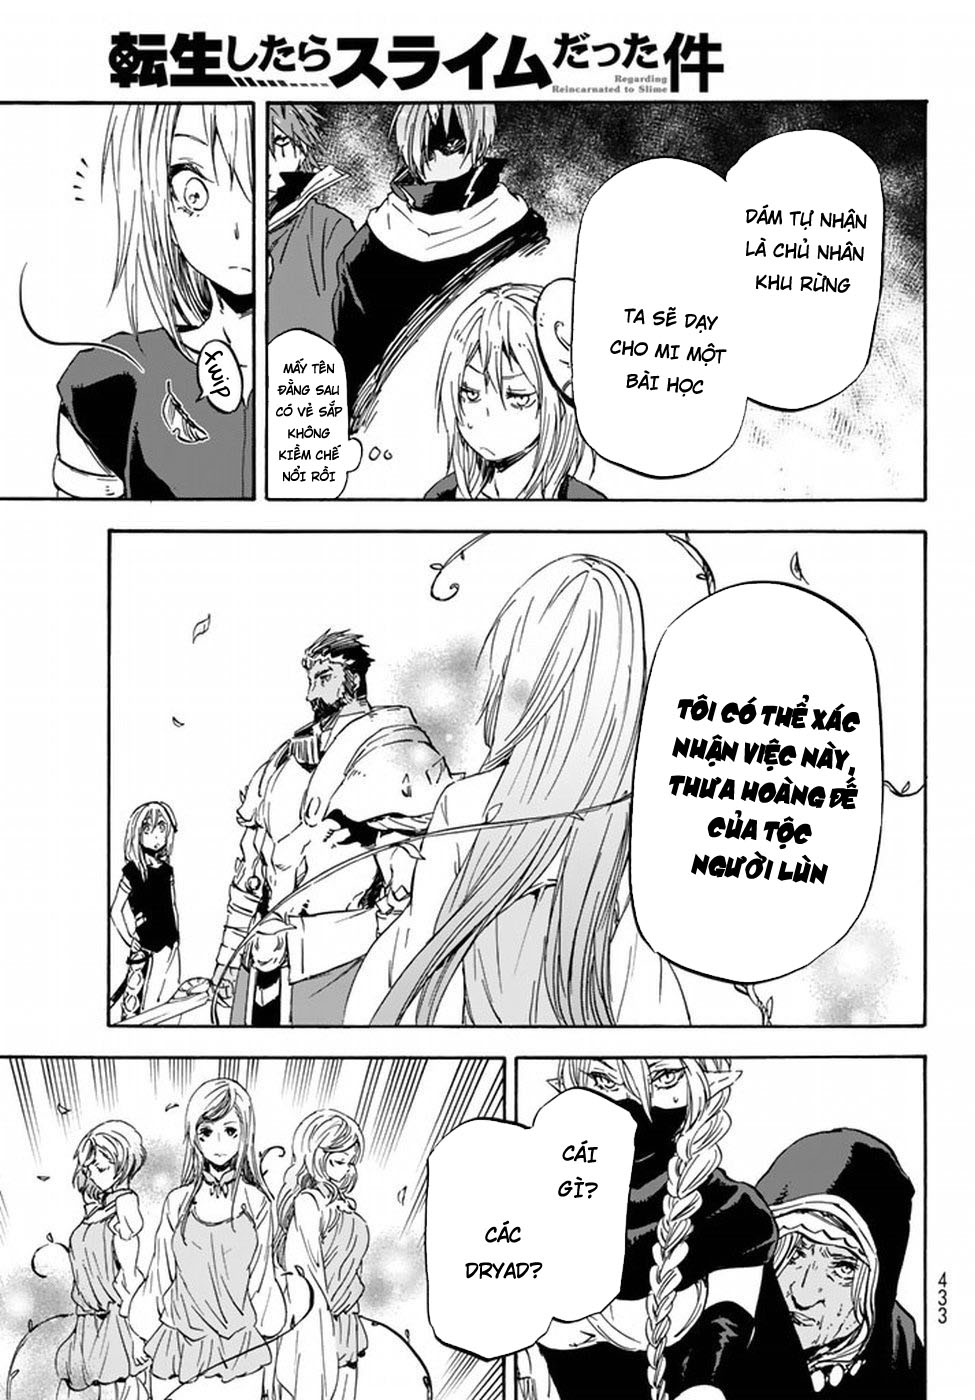 転生したらスライムだった件
Regarding
Reincarnated to Slime
DÁM TỰ NHẬN
LÀ CHỦ NHÂN
KHU RỪNG
TA SẼ DẠY
CHO MI MỘT
BÀI HỌC
MẤY TÊN
ĐẰNG SAU
CÓ VẺ SẮP
KHÔNG
KIỀM CHẾ
NỔI RỒI
FWIP
TÔI CÓ THỂ XÁC
NHẬN VIỆC NÀY,
THƯA HOÀNG ĐẾ
CỦA TỘC
NGƯỜI LÙN
CÁI
GÌ?
CÁC
DRYAD?
433